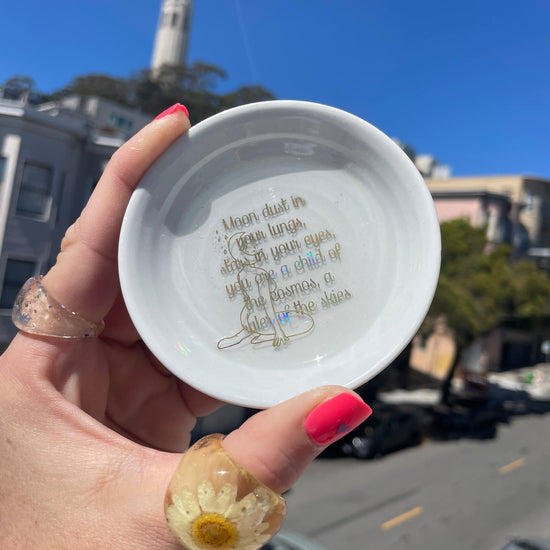 Moon dust in
your lungs,
stars in your eyes,
you are a child of
the cosmos, a
ruler of the skies